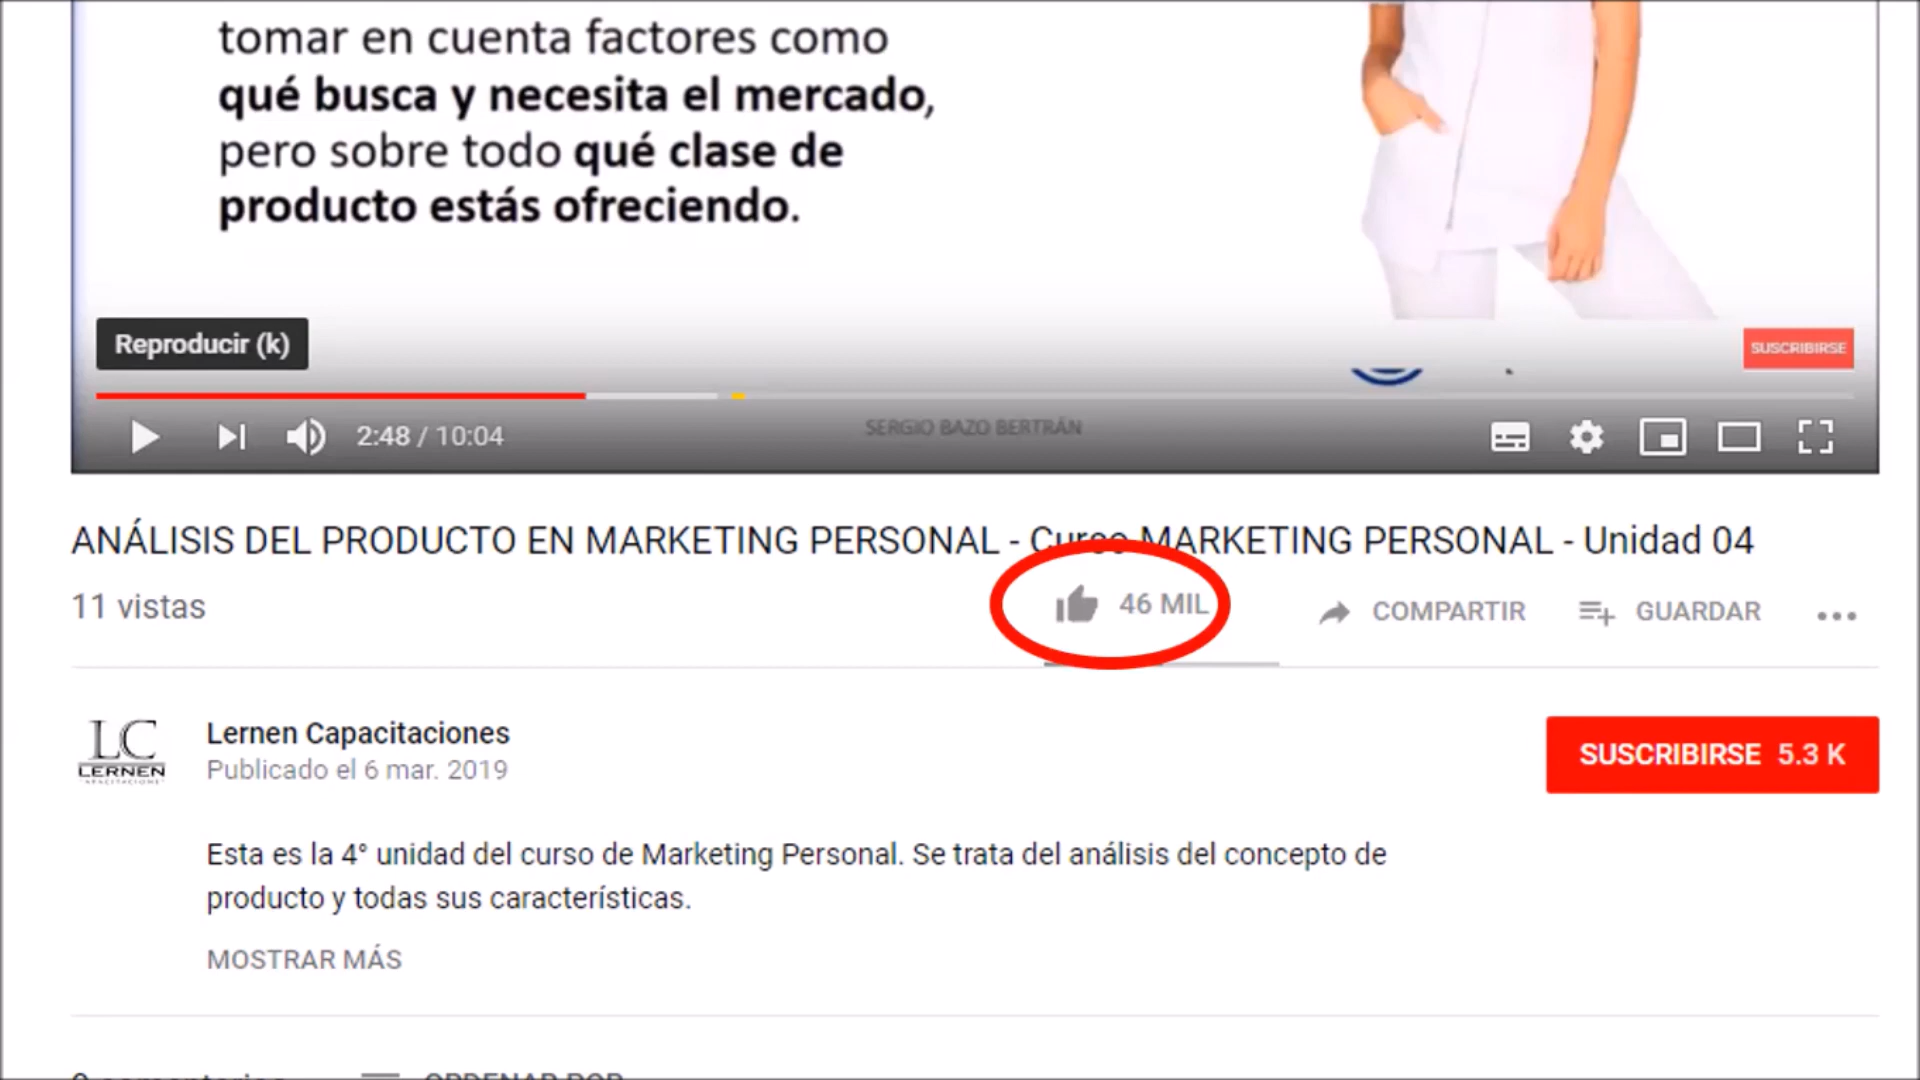 tomar en cuenta factores como
qué busca y necesita el mercado,
pero sobre todo qué clase de
producto estás ofreciendo.
Reproducir (k)
SUSCRIBIRSE
2:48 / 10:04
SERGIO BAZO BERTRÁN
ANÁLISIS DEL PRODUCTO EN MARKETING PERSONAL - Curso MARKETING PERSONAL - Unidad 04
11 vistas
46 MIL
COMPARTIR
GUARDAR
LC
LERNEN
Lernen Capacitaciones
Publicado el 6 mar. 2019
SUSCRIBIRSE 5.3 K
Esta es la 4° unidad del curso de Marketing Personal. Se trata del análisis del concepto de
producto y todas sus características.
MOSTRAR MÁS
ORDENAR POR